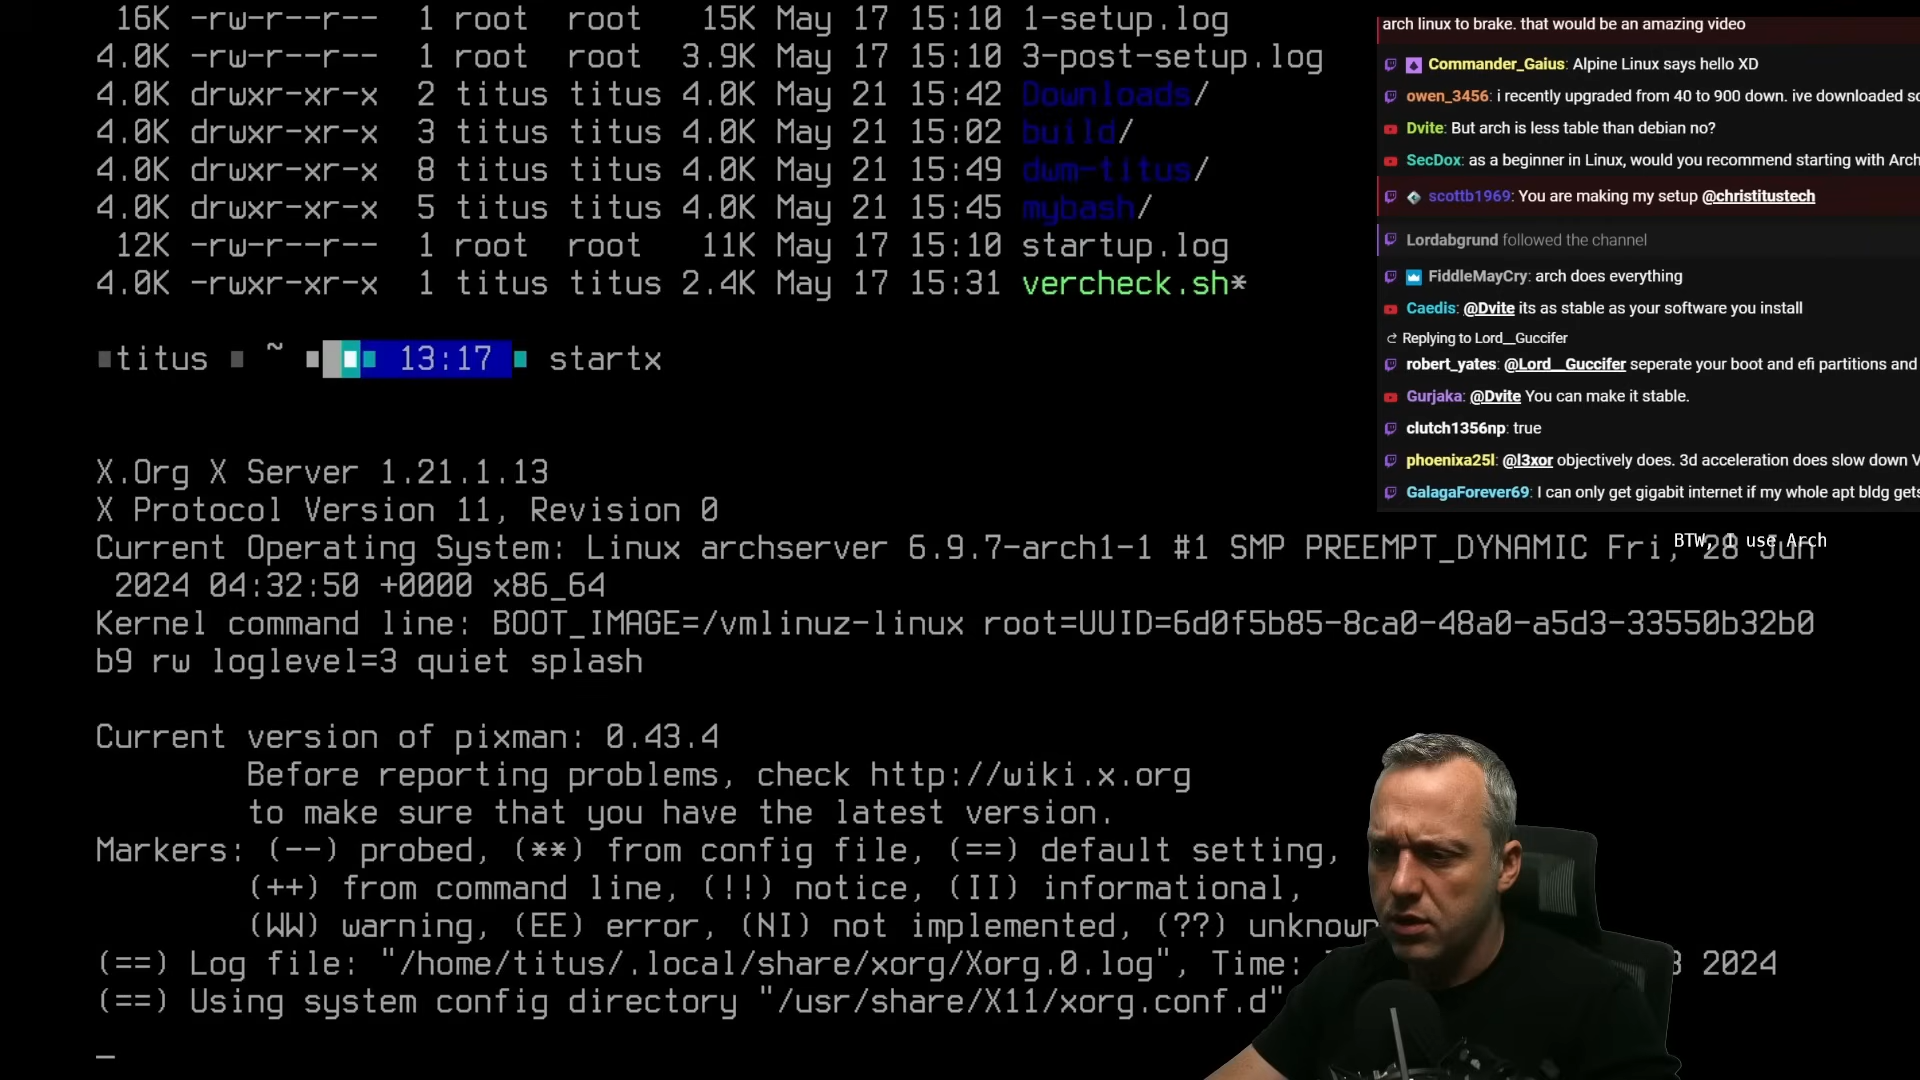 16K -rw-r--r-- 1 root root 15K May 17 15:10 1-setup.log
4.0K -rw-r--r-- 1 root root 3.9K May 17 15:10 3-post-setup.log
4.0K drwxr-xr-x 2 titus titus 4.0K May 21 15:42 Downloads/
4.0K drwxr-xr-x 3 titus titus 4.0K May 21 15:02 build/
4.0K drwxr-xr-x 8 titus titus 4.0K May 21 15:49 dwm-titus/
4.0K drwxr-xr-x 5 titus titus 4.0K May 21 15:45 mybash/
12K -rw-r--r-- 1 root root 11K May 17 15:10 startup.log
4.0K -rwxr-xr-x 1 titus titus 2.4K May 17 15:31 vercheck.sh*
titus ~ 13:17 startx
X.Org X Server 1.21.1.13
X Protocol Version 11, Revision 0
Current Operating System: Linux archserver 6.9.7-arch1-1 #1 SMP PREEMPT_DYNAMIC Fri, 28 Jun
2024 04:32:50 +0000 x86_64
Kernel command line: BOOT_IMAGE=/vmlinuz-linux root=UUID=6d0f5b85-8ca0-48a0-a5d3-33550b32b0
b9 rw loglevel=3 quiet splash
Current version of pixman: 0.43.4
Before reporting problems, check http://wiki.x.org
to make sure that you have the latest version.
Markers: (--) probed, (**) from config file, (==) default setting,
(++) from command line, (!!) notice, (II) informational,
(WW) warning, (EE) error, (NI) not implemented, (??) unknown
(==) Log file: "/home/titus/.local/share/xorg/Xorg.0.log", Time: 2024
(==) Using system config directory "/usr/share/X11/xorg.conf.d"
_
arch linux to brake. that would be an amazing video
Commander_Gaius: Alpine Linux says hello XD
owen_3456: i recently upgraded from 40 to 900 down. ive downloaded
Dvite: But arch is less table than debian no?
SecDox: as a beginner in Linux, would you recommend starting with Arch
scottb1969: You are making my setup @christitustech
Lordabgrund followed the channel
FiddleMayCry: arch does everything
Caedis: @Dvite its as stable as your software you install
Replying to Lord__Guccifer
robert_yates: @Lord__Guccifer seperate your boot and efi partitions and
Gurjaka: @Dvite You can make it stable.
clutch1356np: true
phoenixa25l: @l3xor objectively does. 3d acceleration does slow down
GalagaForever69: I can only get gigabit internet if my whole apt bldg gets
BTW, I use Arch